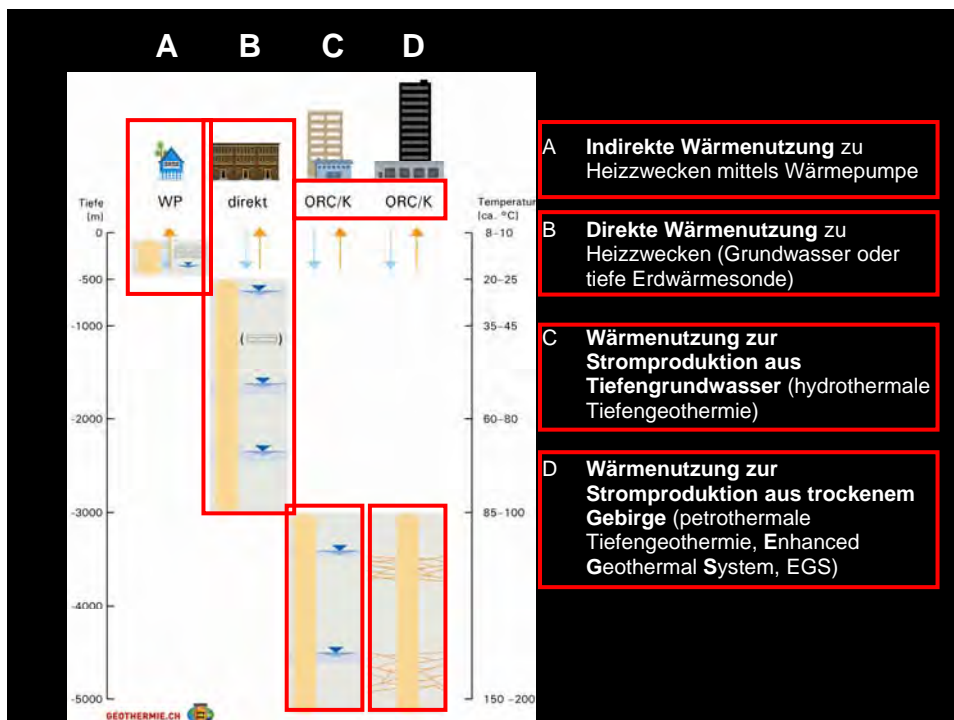 A B C D
WP direkt ORC/K ORC/K
Tiefe
(m)
Temperatur
(ca. °C)
0 8-10
-500 20-25
-1000 35-45
-2000 60-80
-3000 85-100
-4000
-5000 150-200
GEOTHERMIE.CH
A Indirekte Wärmenutzung zu
Heizzwecken mittels Wärmepumpe
B Direkte Wärmenutzung zu
Heizzwecken (Grundwasser oder
tiefe Erdwärmesonde)
C Wärmenutzung zur
Stromproduktion aus
Tiefengrundwasser (hydrothermale
Tiefengeothermie)
D Wärmenutzung zur
Stromproduktion aus trockenem
Gebirge (petrothermale
Tiefengeothermie, Enhanced
Geothermal System, EGS)